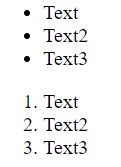 • Text
• Text2
• Text3
1. Text
2. Text2
3. Text3